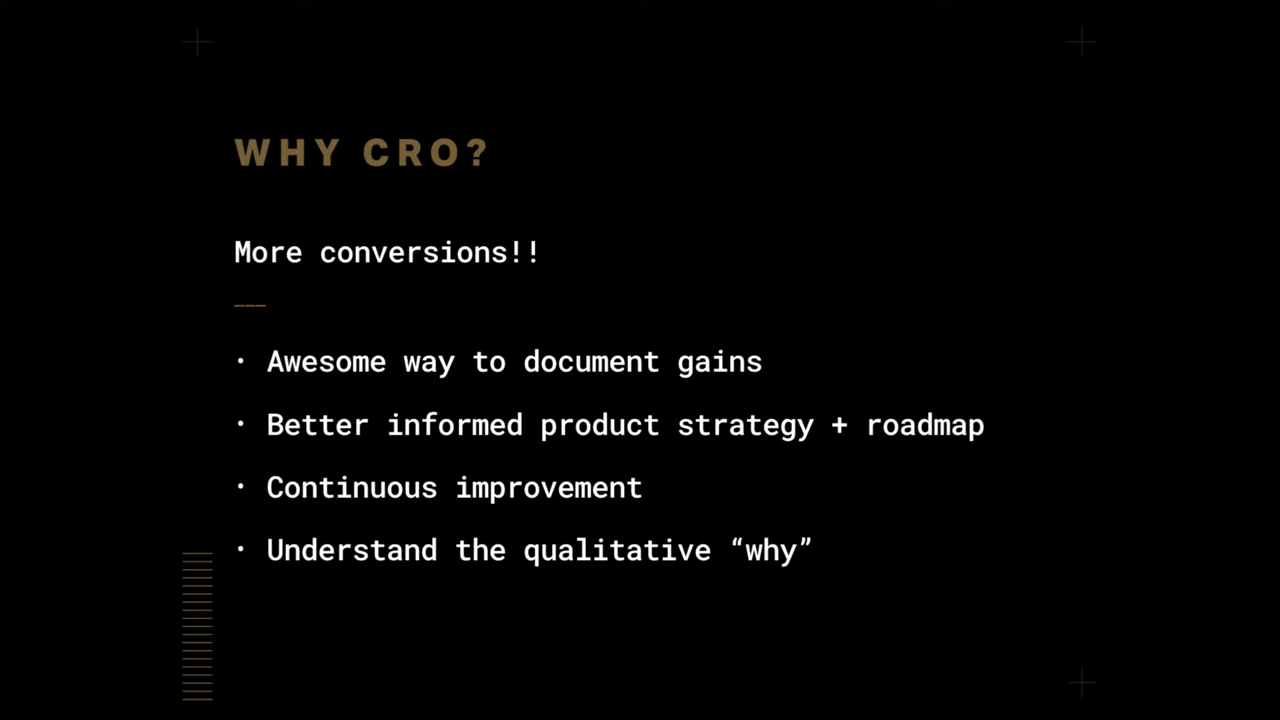 WHY CRO?
More conversions!!
• Awesome way to document gains
• Better informed product strategy + roadmap
• Continuous improvement
• Understand the qualitative “why”